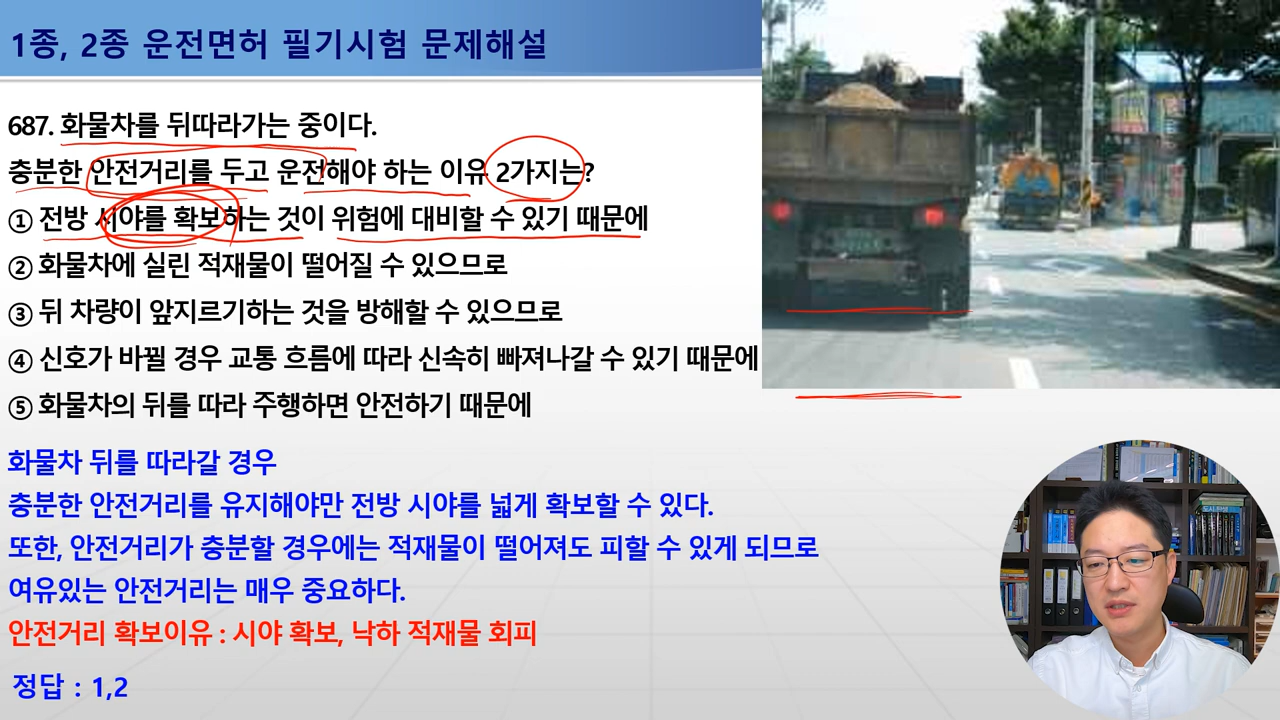 1종, 2종 운전면허 필기시험 문제해설
687. 화물차를 뒤따라가는 중이다.
충분한 안전거리를 두고 운전해야 하는 이유 2가지는?
① 전방 시야를 확보하는 것이 위험에 대비할 수 있기 때문에
② 화물차에 실린 적재물이 떨어질 수 있으므로
③ 뒤 차량이 앞지르기하는 것을 방해할 수 있으므로
④ 신호가 바뀔 경우 교통 흐름에 따라 신속히 빠져나갈 수 있기 때문에
⑤ 화물차의 뒤를 따라 주행하면 안전하기 때문에
화물차 뒤를 따라갈 경우
충분한 안전거리를 유지해야만 전방 시야를 넓게 확보할 수 있다.
또한, 안전거리가 충분할 경우에는 적재물이 떨어져도 피할 수 있게 되므로
여유있는 안전거리는 매우 중요하다.
안전거리 확보이유 : 시야 확보, 낙하 적재물 회피
정답 : 1,2